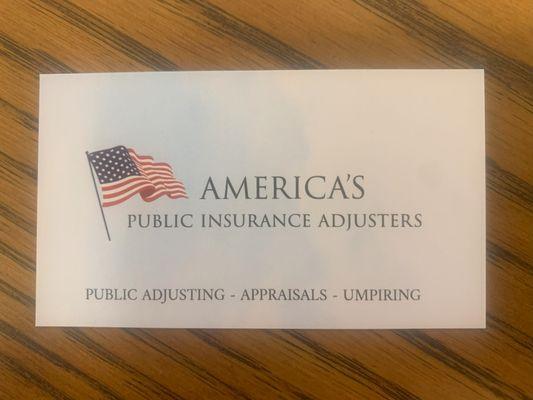 AMERICA'S
PUBLIC INSURANCE ADJUSTERS
PUBLIC ADJUSTING - APPRAISALS - UMPIRING